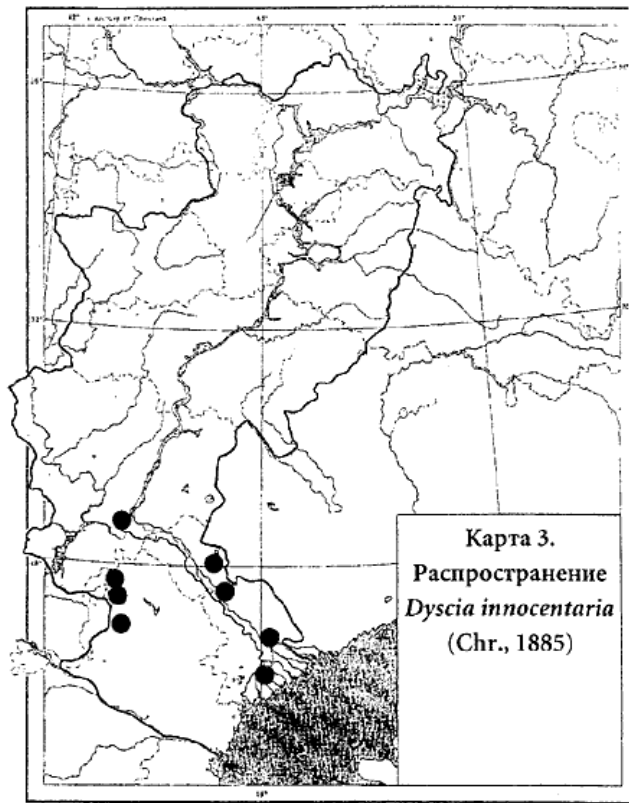 Карта 3.
Распространение
Dyscia innocentaria
(Chr., 1885)